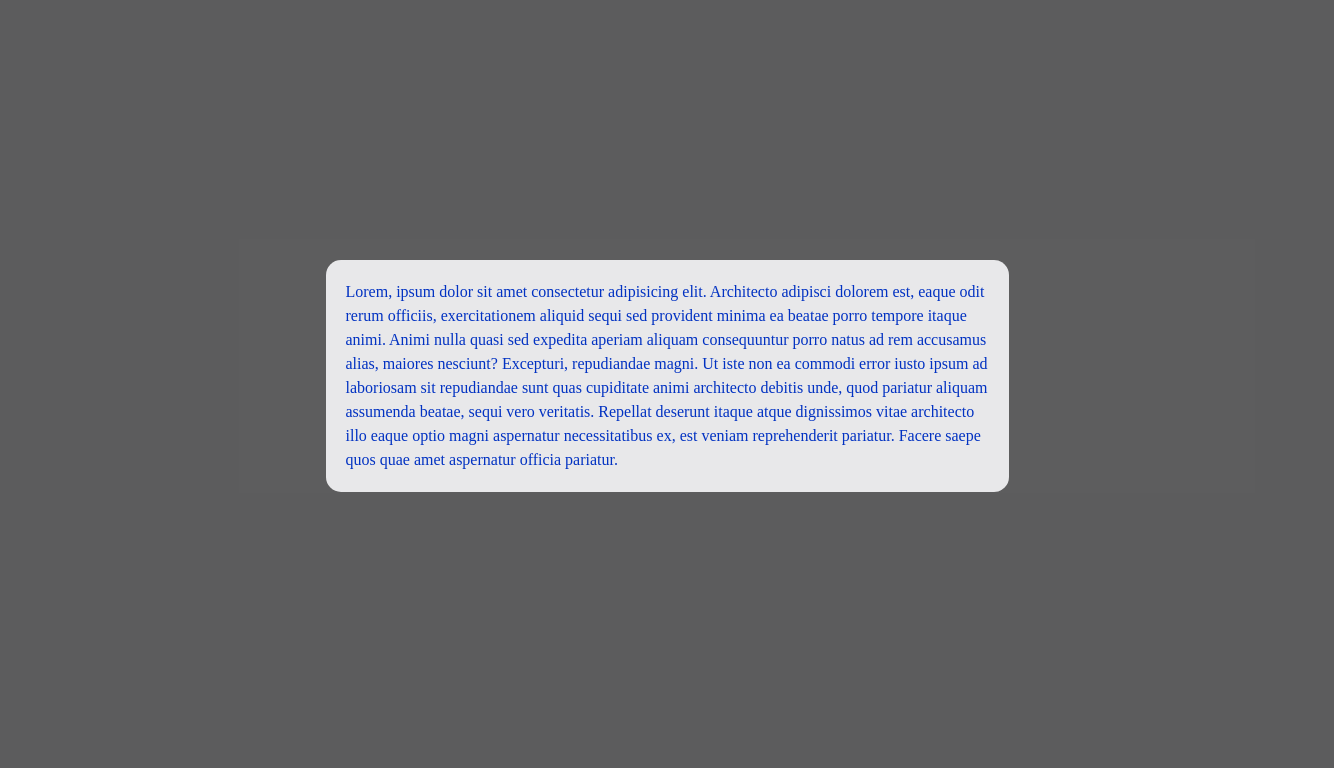 Lorem, ipsum dolor sit amet consectetur adipisicing elit. Architecto adipisci dolorem est, eaque odit
rerum officiis, exercitationem aliquid sequi sed provident minima ea beatae porro tempore itaque
animi. Animi nulla quasi sed expedita aperiam aliquam consequuntur porro natus ad rem accusamus
alias, maiores nesciunt? Excepturi, repudiandae magni. Ut iste non ea commodi error iusto ipsum ad
laboriosam sit repudiandae sunt quas cupiditate animi architecto debitis unde, quod pariatur aliquam
assumenda beatae, sequi vero veritatis. Repellat deserunt itaque atque dignissimos vitae architecto
illo eaque optio magni aspernatur necessitatibus ex, est veniam reprehenderit pariatur. Facere saepe
quos quae amet aspernatur officia pariatur.